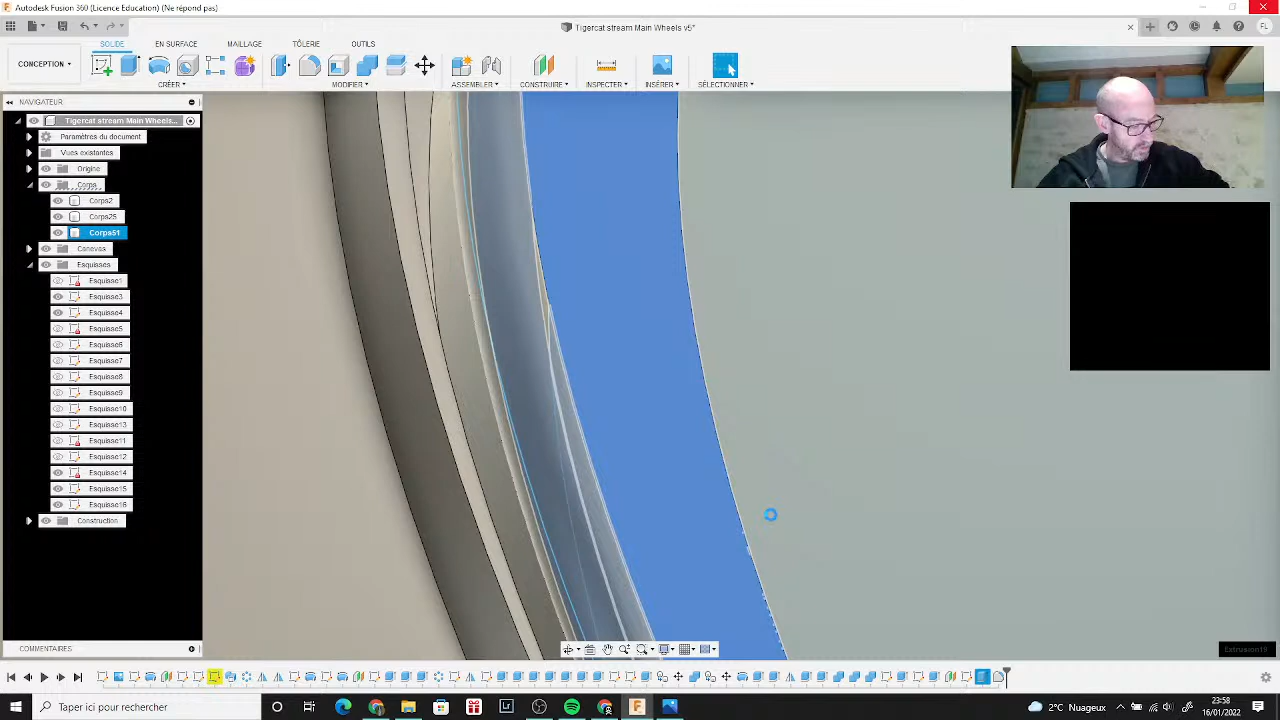 Autodesk Fusion 360 (Licence Education) (Ne répond pas)
Tigercat stream Main Wheels v5*
FL
CONCEPTION
SOLIDE
EN SURFACE
MAILLAGE
TÔLERIE
OUTILS
CRÉER
MODIFIER
ASSEMBLER
CONSTRUIRE
INSPECTER
INSÉRER
SÉLECTIONNER
NAVIGATEUR
Tigercat stream Main Wheels...
Paramètres du document
Vues existantes
Origine
Corps
Corps2
Corps25
Corps51
Canevas
Esquisses
Esquisse1
Esquisse3
Esquisse4
Esquisse5
Esquisse6
Esquisse7
Esquisse8
Esquisse9
Esquisse10
Esquisse13
Esquisse11
Esquisse12
Esquisse14
Esquisse15
Esquisse16
Construction
COMMENTAIRES
Extrusion19
Taper ici pour rechercher
2°C Nuageux
23:58
16/01/2022